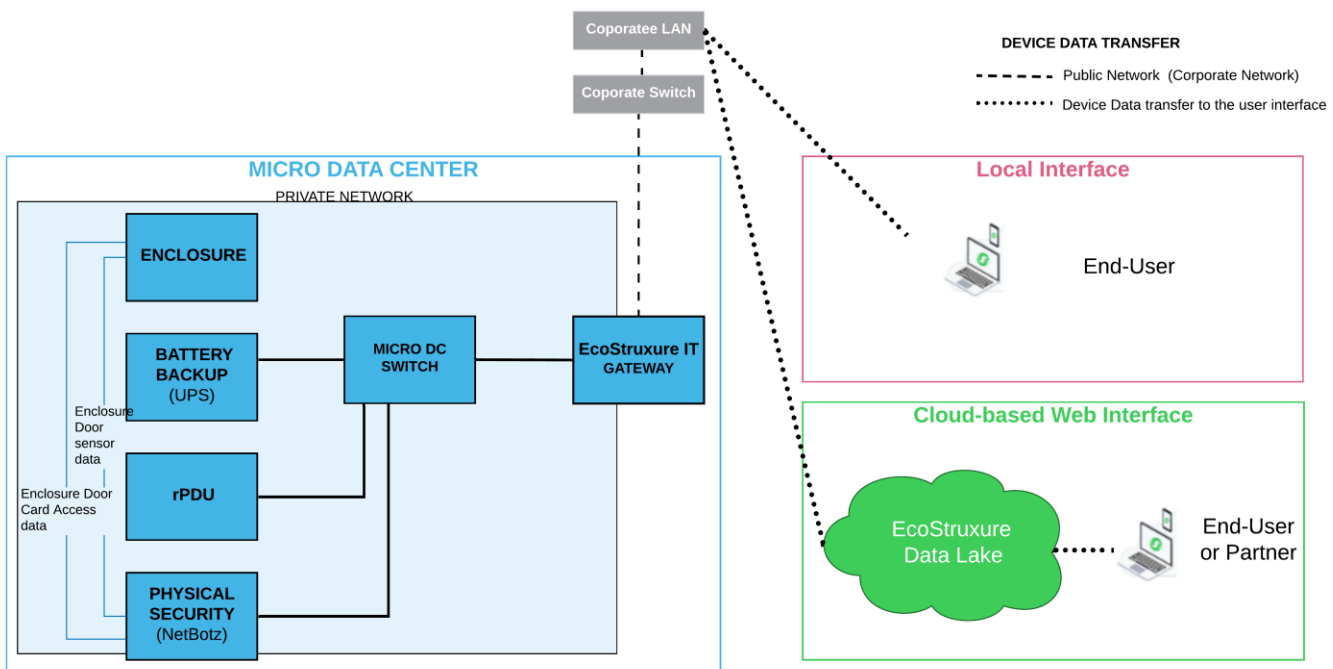 Coporatee LAN
Coporate Switch
DEVICE DATA TRANSFER
Public Network (Corporate Network)
Device Data transfer to the user interface
MICRO DATA CENTER
PRIVATE NETWORK
ENCLOSURE
BATTERY
BACKUP
(UPS)
MICRO DC
SWITCH
EcoStruxure IT
GATEWAY
Enclosure
Door
sensor
data
rPDU
Enclosure Door
Card Access
data
PHYSICAL
SECURITY
(NetBotz)
Local Interface
End-User
Cloud-based Web Interface
EcoStruxure
Data Lake
End-User
or Partner